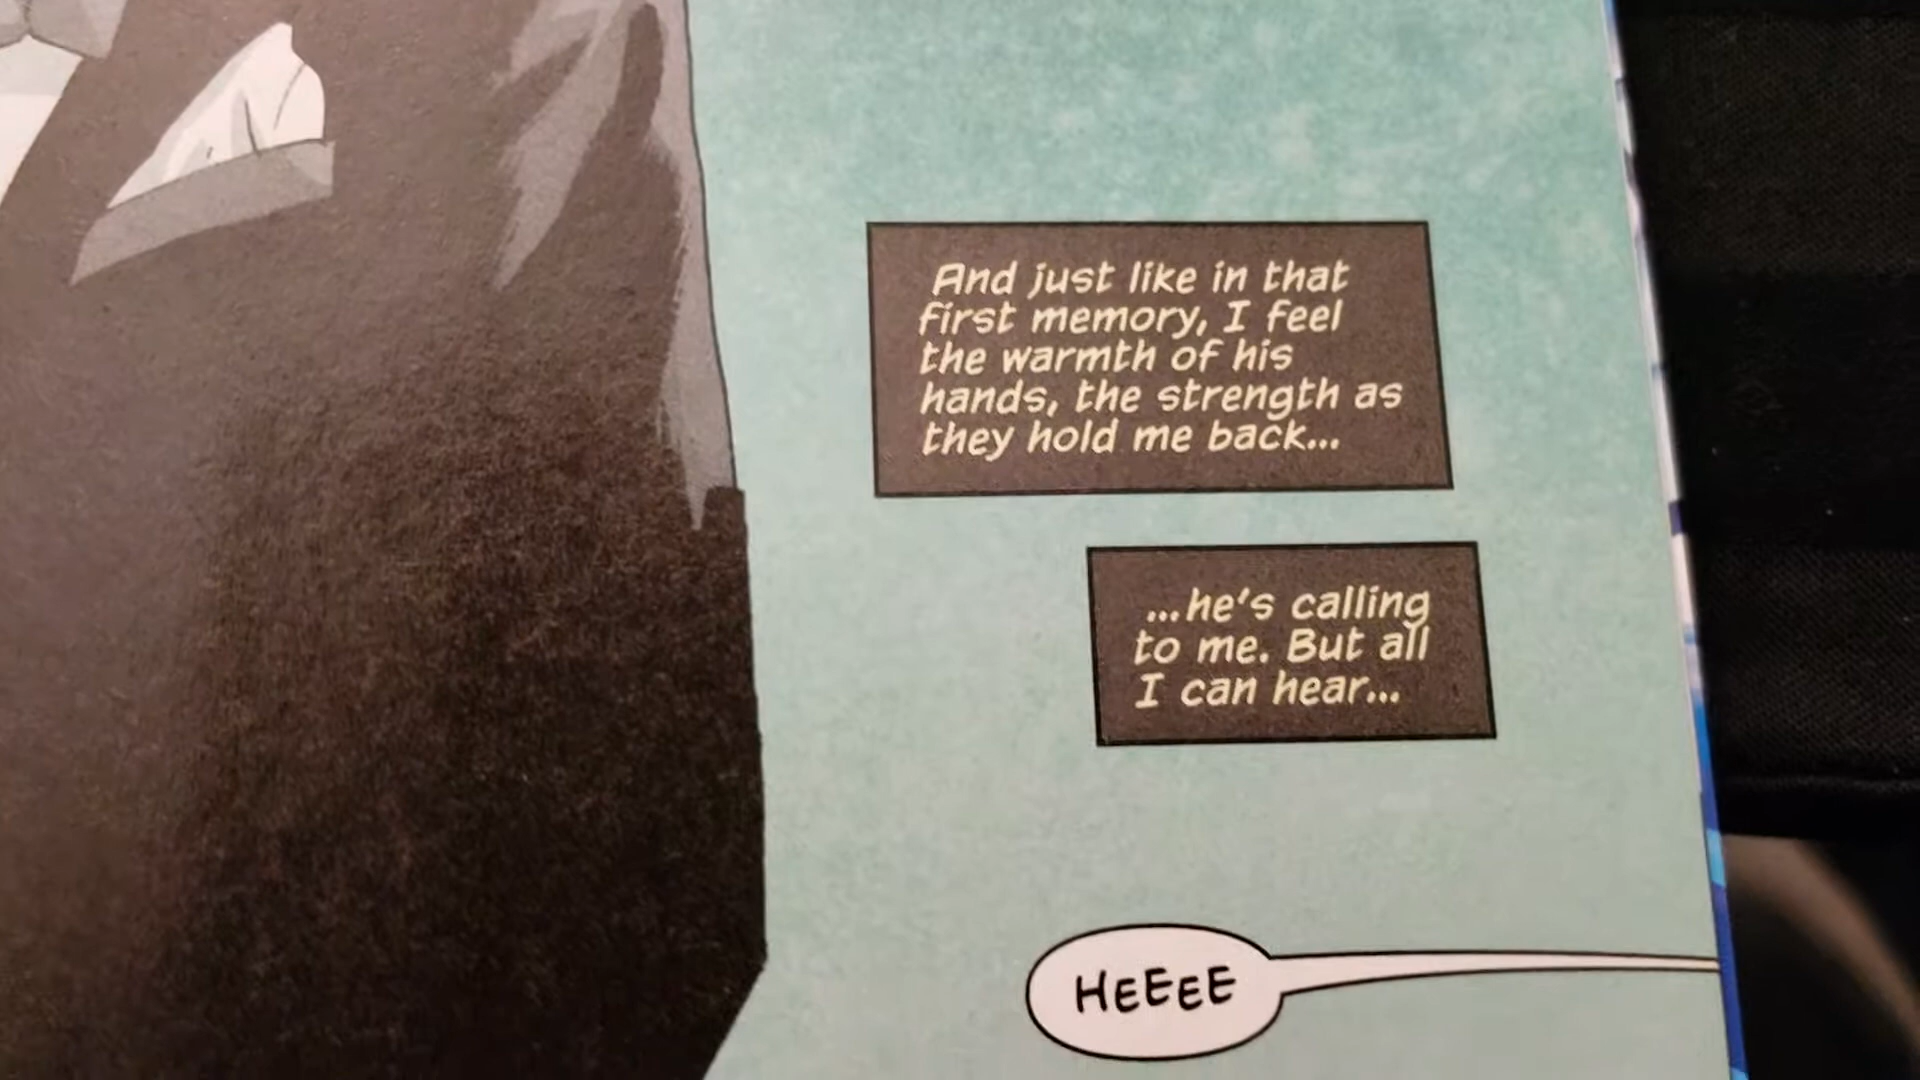 And just like in that
first memory, I feel
the warmth of his
hands, the strength as
they hold me back...
...he's calling
to me. But all
I can hear...
HEEEE